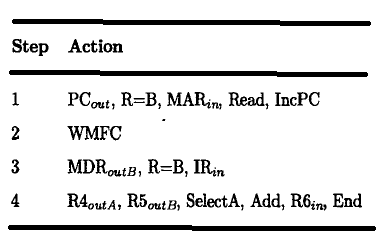 Step Action
1 PC_out, R=B, MAR_in, Read, IncPC
2 WMFC
3 MDR_outB, R=B, IR_in
4 R4_outA, R5_outB, SelectA, Add, R6_in, End